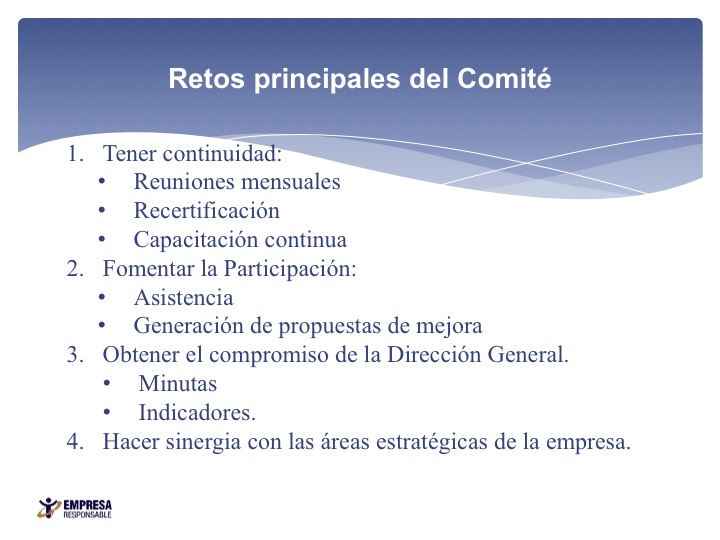 Retos principales del Comité
1. Tener continuidad:
• Reuniones mensuales
• Recertificación
• Capacitación continua
2. Fomentar la Participación:
• Asistencia
• Generación de propuestas de mejora
3. Obtener el compromiso de la Dirección General.
• Minutas
• Indicadores.
4. Hacer sinergia con las áreas estratégicas de la empresa.
EMPRESA
RESPONSABLE